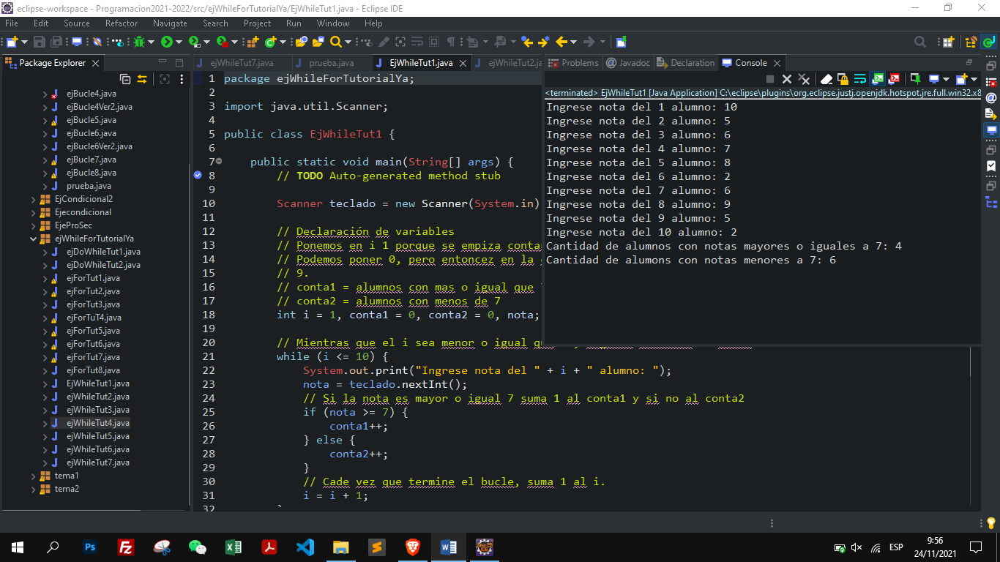 eclipse-workspace - Programacion2021-2022/src/ejWhileForTutorialYa/EjWhileTut1.java - Eclipse IDE
File Edit Source Refactor Navigate Search Project Run Window Help
Package Explorer
ejBucle4.java
ejBucle4Ver2.java
ejBucle5.java
ejBucle6.java
ejBucle6Ver2.java
ejBucle7.java
ejBucle8.java
prueba.java
EjCondicional2
Ejecondicional
EjeProSec
ejWhileForTutorialYa
ejDoWhileTut1.java
ejDoWhileTut2.java
ejForTut1.java
ejForTut2.java
ejForTut3.java
ejForTuT4.java
ejForTut5.java
ejForTut6.java
ejForTut7.java
ejForTut8.java
EjWhileTut1.java
ejWhileTut2.java
ejWhileTut3.java
ejWhileTut4.java
ejWhileTut5.java
ejWhileTut6.java
ejWhileTut7.java
tema1
tema2
ejWhileTut7.java prueba.java EjWhileTut1.java ejWhileTut2.ja
1 package ejWhileForTutorialYa;
2
3 import java.util.Scanner;
4
5 public class EjWhileTut1 {
6
7 public static void main(String[] args) {
8 // TODO Auto-generated method stub
9
10 Scanner teclado = new Scanner(System.in)
11
12 // Declaración de variables
13 // Ponemos en i 1 porque se empiza conta
14 // Podemos poner 0, pero entoncez en la
15 // 9.
16 // conta1 = alumnos con mas o igual que
17 // conta2 = alumnos con menos de 7
18 int i = 1, conta1 = 0, conta2 = 0, nota;
19
20 // Mientras que el i sea menor o igual
21 while (i <= 10) {
22 System.out.print("Ingrese nota del " + i + " alumno: ");
23 nota = teclado.nextInt();
24 // Si la nota es mayor o igual 7 suma 1 al conta1 y si no al conta2
25 if (nota >= 7) {
26 conta1++;
27 } else {
28 conta2++;
29 }
30 // Cade vez que termine el bucle, suma 1 al i.
31 i = i + 1;
32
Problems Javadoc Declaration Console
<terminated> EjWhileTut1 [Java Application] C:\eclipse\plugins\org.eclipse.justj.openjdk.hotspot.jre.full.win32.x8
Ingrese nota del 1 alumno: 10
Ingrese nota del 2 alumno: 5
Ingrese nota del 3 alumno: 6
Ingrese nota del 4 alumno: 7
Ingrese nota del 5 alumno: 8
Ingrese nota del 6 alumno: 2
Ingrese nota del 7 alumno: 6
Ingrese nota del 8 alumno: 9
Ingrese nota del 9 alumno: 5
Ingrese nota del 10 alumno: 2
Cantidad de alumnos con notas mayores o iguales a 7: 4
Cantidad de alumons con notas menores a 7: 6
ESP
9:56
24/11/2021